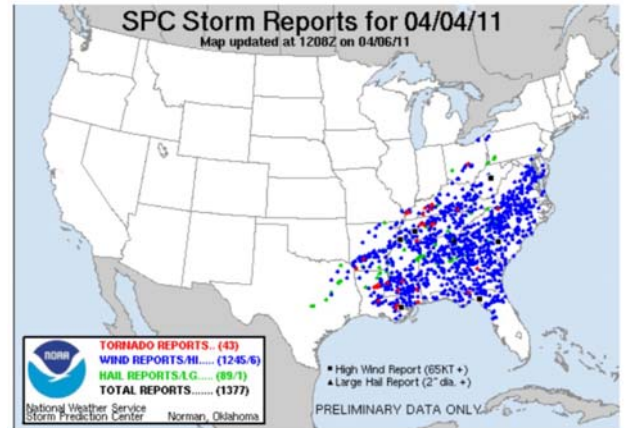 SPC Storm Reports for 04/04/11
Map updated at 1208Z on 04/06/11
TORNADO REPORTS.. (43)
WIND REPORTS/HI..... (1245/6)
HAIL REPORTS/LG..... (89/1)
TOTAL REPORTS....... (1377)
NOAA
National Weather Service
Storm Prediction Center Norman, Oklahoma
■ High Wind Report (65KT +)
▲ Large Hail Report (2" dia. +)
PRELIMINARY DATA ONLY